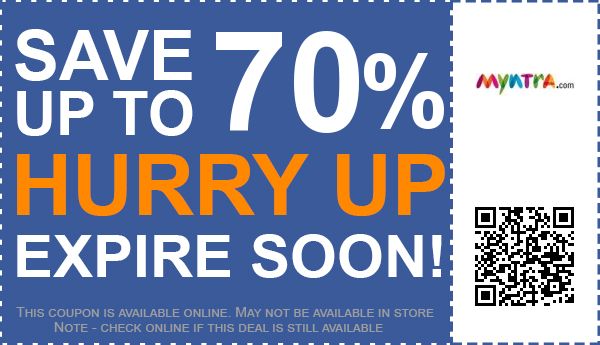 SAVE
UP TO
70%
HURRY UP
EXPIRE SOON!
THIS COUPON IS AVAILABLE ONLINE. MAY NOT BE AVAILABLE IN STORE
NOTE - CHECK ONLINE IF THIS DEAL IS STILL AVAILABLE
myntra.com